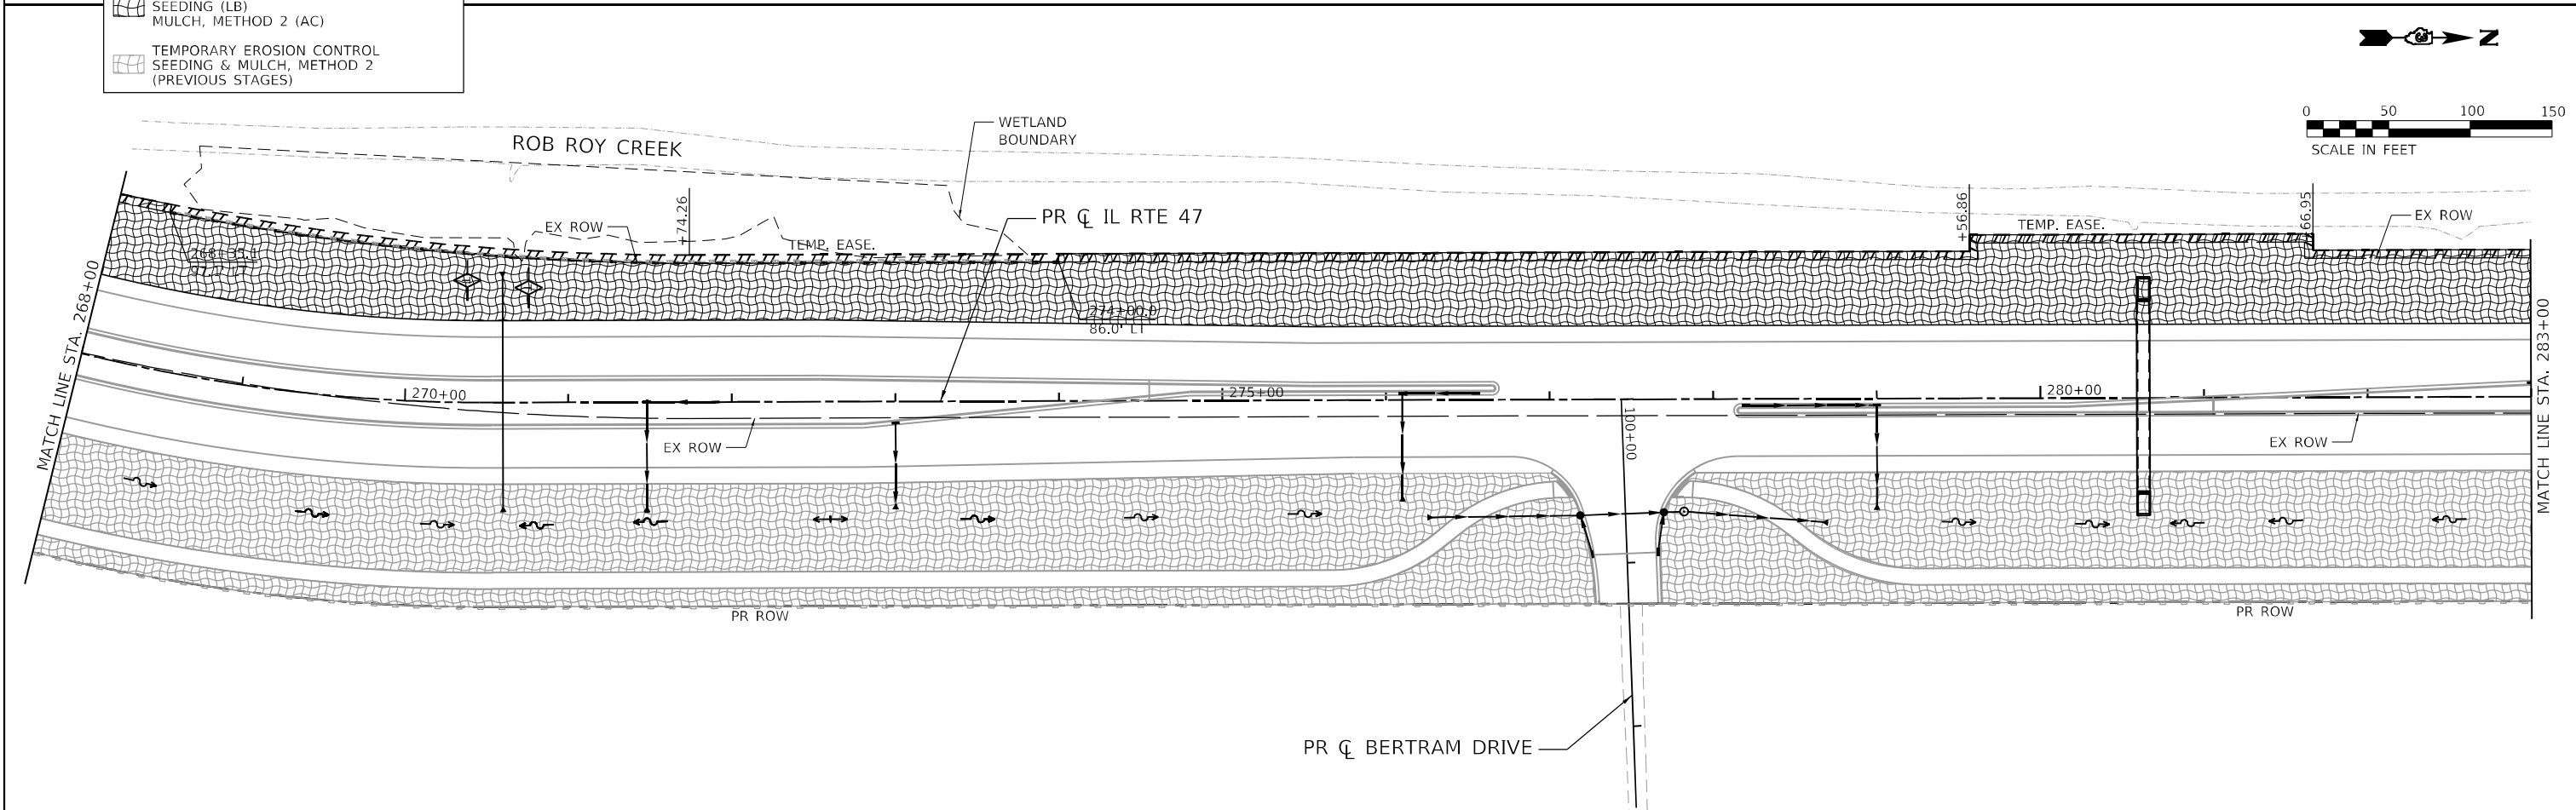 SEEDING (LB)
MULCH, METHOD 2 (AC)
TEMPORARY EROSION CONTROL
SEEDING & MULCH, METHOD 2
(PREVIOUS STAGES)
N
0 50 100 150
SCALE IN FEET
WETLAND
BOUNDARY
ROB ROY CREEK
PR ℄ IL RTE 47
+74.26
EX ROW
TEMP. EASE.
+56.86
TEMP. EASE.
+66.95
EX ROW
268+35.1
274+00.0
86.0' LT
MATCH LINE STA. 268+00
270+00
275+00
280+00
100+00
EX ROW
EX ROW
MATCH LINE STA. 283+00
PR ROW
PR ROW
PR ℄ BERTRAM DRIVE